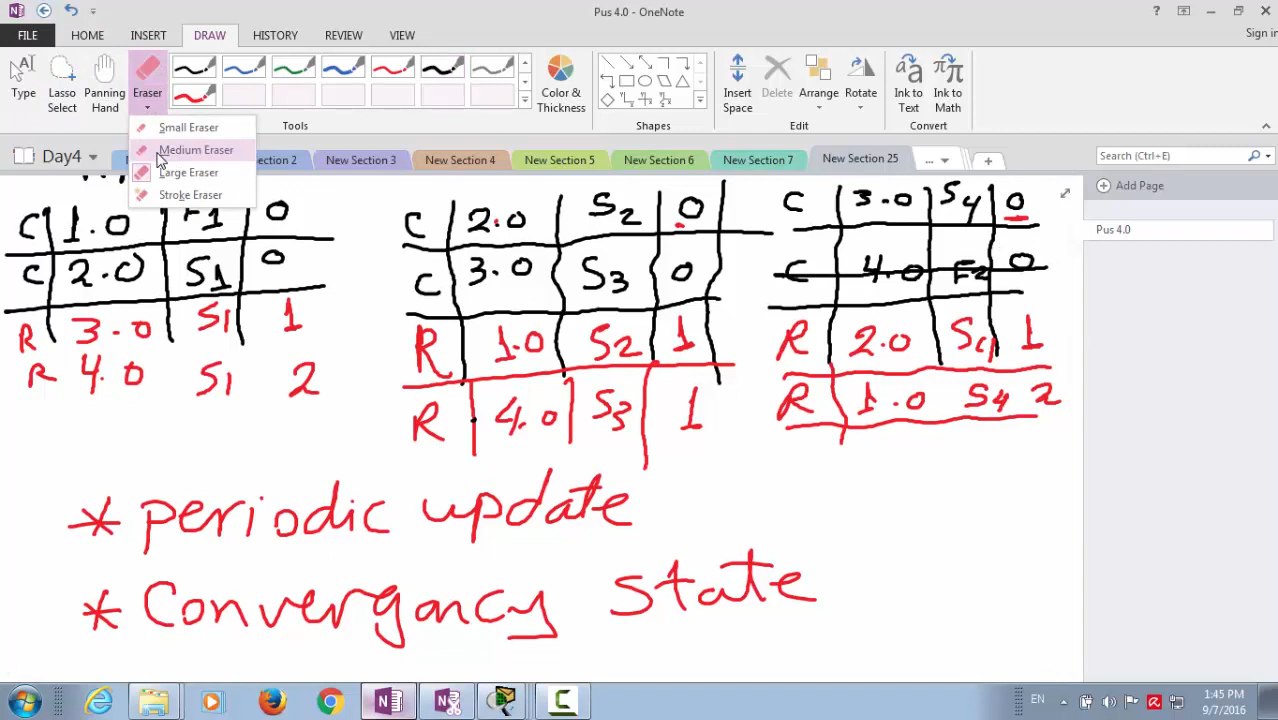 Pus 4.0 - OneNote
Sign in
FILE HOME INSERT DRAW HISTORY REVIEW VIEW
Type
Lasso Select
Panning Hand
Eraser
Color & Thickness
Insert Space
Delete
Arrange
Rotate
Ink to Text
Ink to Math
Tools
Shapes
Edit
Convert
Small Eraser
Medium Eraser
Large Eraser
Stroke Eraser
Day4
ection 2
New Section 3
New Section 4
New Section 5
New Section 6
New Section 7
New Section 25
...
Search (Ctrl+E)
Add Page
Pus 4.0
C 1.0 F1 0
C 2.0 S1 0
R 3.0 S1 1
R 4.0 S1 2
C 2.0 S2 0
C 3.0 S3 0
R 1.0 S2 1
R 4.0 S3 1
C 3.0 S4 0
C 4.0 F2 0
R 2.0 S4 1
R 1.0 S4 2
* periodic update
* Convergancy state
EN
1:45 PM
9/7/2016